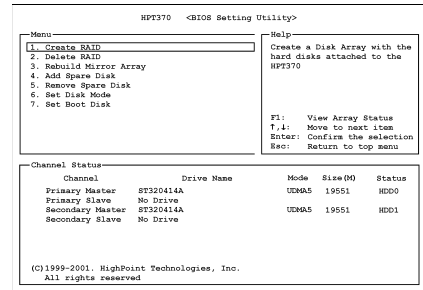 HPT370 <BIOS Setting Utility>
Menu
1. Create RAID
2. Delete RAID
3. Rebuild Mirror Array
4. Add Spare Disk
5. Remove Spare Disk
6. Set Disk Mode
7. Set Boot Disk
Help
Create a Disk Array with the
hard disks attached to the
HPT370
F1: View Array Status
↑,↓: Move to next item
Enter: Confirm the selection
Esc: Return to top menu
Channel Status
Channel Drive Name Mode Size(M) Status
Primary Master ST320414A UDMA5 19551 HDD0
Primary Slave No Drive
Secondary Master ST320414A UDMA5 19551 HDD1
Secondary Slave No Drive
(C)1999-2001. HighPoint Technologies, Inc.
All rights reserved